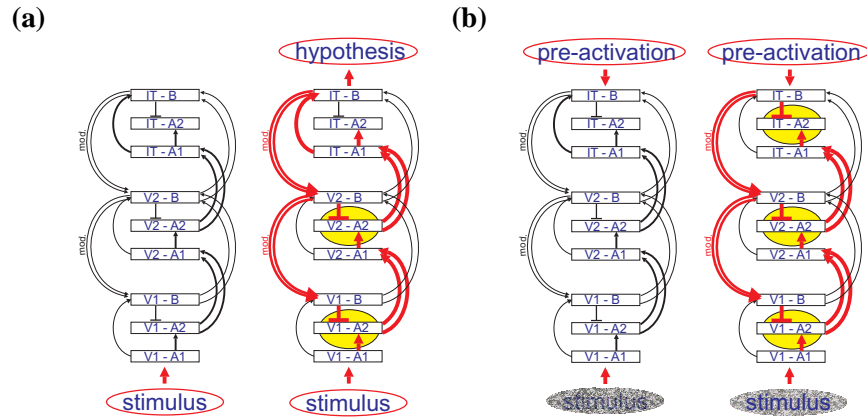 (a)
hypothesis
IT - B
IT - A2
IT - A1
mod.
V2 - B
V2 - A2
V2 - A1
mod.
V1 - B
V1 - A2
V1 - A1
stimulus
IT - B
IT - A2
IT - A1
mod.
V2 - B
V2 - A2
V2 - A1
mod.
V1 - B
V1 - A2
V1 - A1
stimulus
(b)
pre-activation
IT - B
IT - A2
IT - A1
mod.
V2 - B
V2 - A2
V2 - A1
mod.
V1 - B
V1 - A2
V1 - A1
stimulus
pre-activation
IT - B
IT - A2
IT - A1
mod.
V2 - B
V2 - A2
V2 - A1
mod.
V1 - B
V1 - A2
V1 - A1
stimulus